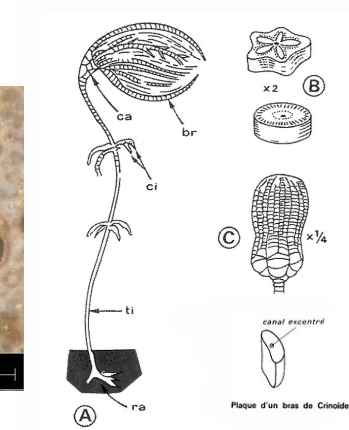 ca
br
ci
ti
ra
A
×2
B
C
×¼
canal excentré
Plaque d'un bras de Crinoïde